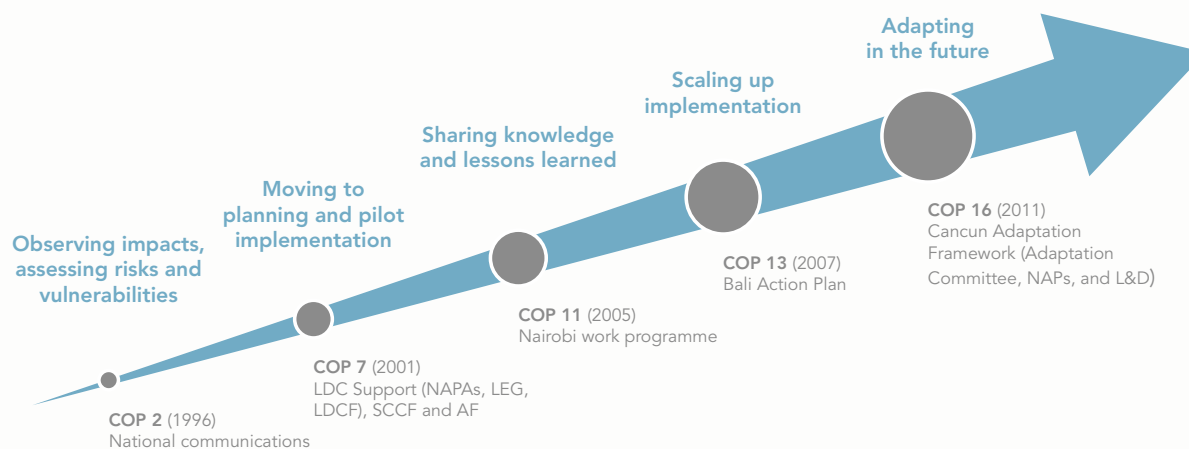 Observing impacts,
assessing risks and
vulnerabilities
COP 2 (1996)
National communications
Moving to
planning and pilot
implementation
COP 7 (2001)
LDC Support (NAPAs, LEG,
LDCF), SCCF and AF
Sharing knowledge
and lessons learned
COP 11 (2005)
Nairobi work programme
Scaling up
implementation
COP 13 (2007)
Bali Action Plan
Adapting
in the future
COP 16 (2011)
Cancun Adaptation
Framework (Adaptation
Committee, NAPs, and L&D)